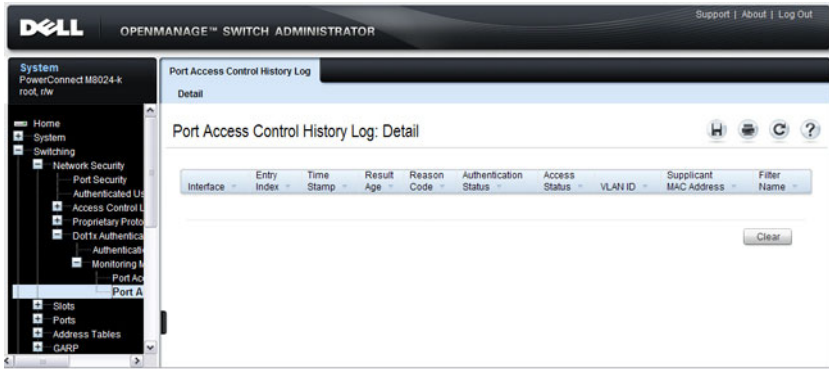 Support | About | Log Out
DELL OPENMANAGE™ SWITCH ADMINISTRATOR
System
PowerConnect M8024-k
root, r/w
Home
System
Switching
Network Security
Port Security
Authenticated Us
Access Control L
Proprietary Proto
Dot1x Authentica
Authenticati
Monitoring M
Port Ac
Port A
Slots
Ports
Address Tables
GARP
Port Access Control History Log
Detail
Port Access Control History Log: Detail
Interface Entry Index Time Stamp Result Age Reason Code Authentication Status Access Status VLAN ID Supplicant MAC Address Filter Name
Clear